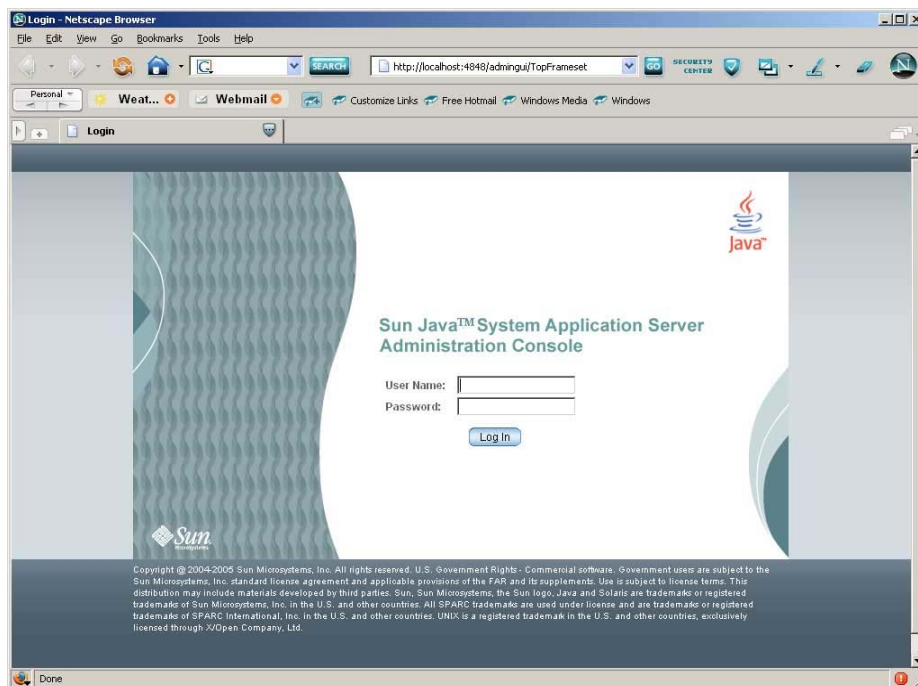 Login - Netscape Browser
File Edit View Go Bookmarks Tools Help
SEARCH http://localhost:4848/admingui/TopFrameset GO SECURITY CENTER
Personal Weat... Webmail Customize Links Free Hotmail Windows Media Windows
Login
Java™
Sun Java™ System Application Server
Administration Console
User Name:
Password:
Log In
Sun
microsystems
Copyright @ 2004-2005 Sun Microsystems, Inc. All rights reserved. U.S. Government Rights - Commercial software. Government users are subject to the
Sun Microsystems, Inc. standard license agreement and applicable provisions of the FAR and its supplements. Use is subject to license terms. This
distribution may include materials developed by third parties. Sun, Sun Microsystems, the Sun logo, Java and Solaris are trademarks or registered
trademarks of Sun Microsystems, Inc. in the U.S. and other countries. All SPARC trademarks are used under license and are trademarks or registered
trademarks of SPARC International, Inc. in the U.S. and other countries. UNIX is a registered trademark in the U.S. and other countries, exclusively
licensed through X/Open Company, Ltd.
Done